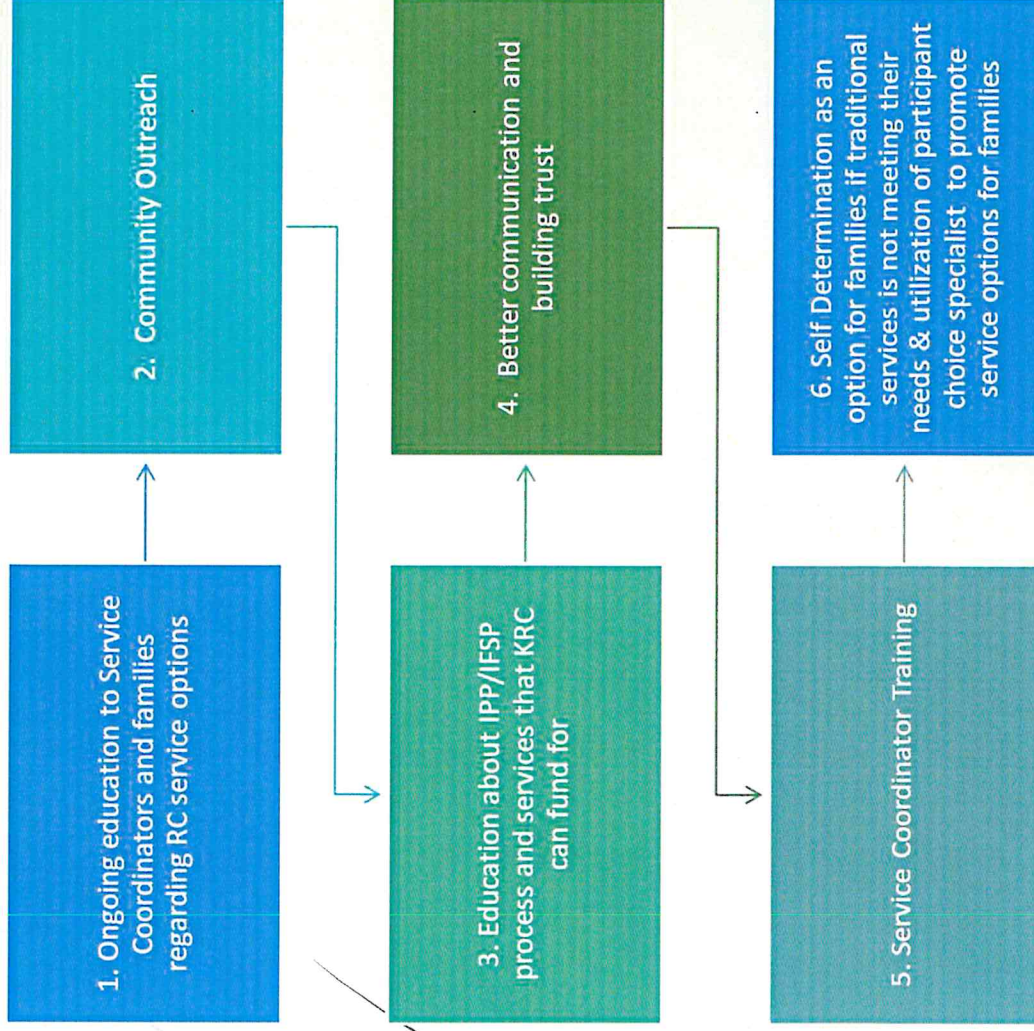 1. Ongoing education to Service
Coordinators and families
regarding RC service options
2. Community Outreach
3. Education about IPP/IFSP
process and services that KRC
can fund for
4. Better communication and
building trust
5. Service Coordinator Training
6. Self Determination as an
option for families if traditional
services is not meeting their
needs & utilization of participant
choice specialist to promote
service options for families